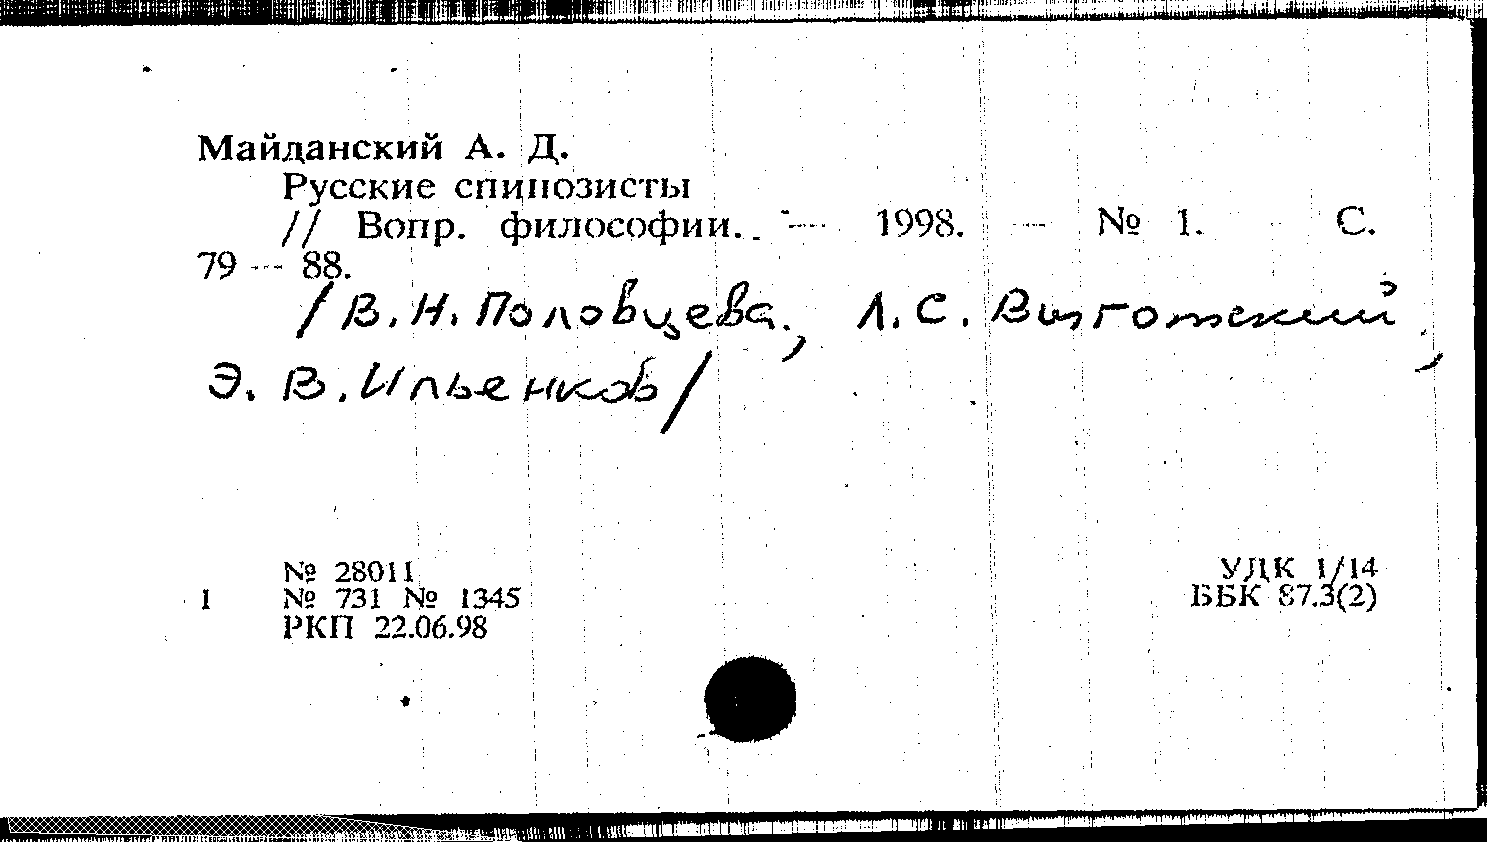 Майданский А. Д.
Русские спинозисты
// Вопр. философии. — 1998. — № 1. С.
79 — 88.
/В. Н. Половцева, Л. С. Выготский,
Э. В. Ильенков/
№ 28011
1 № 731 № 1345
РКП 22.06.98
УДК 1/14
ББК 87.3(2)